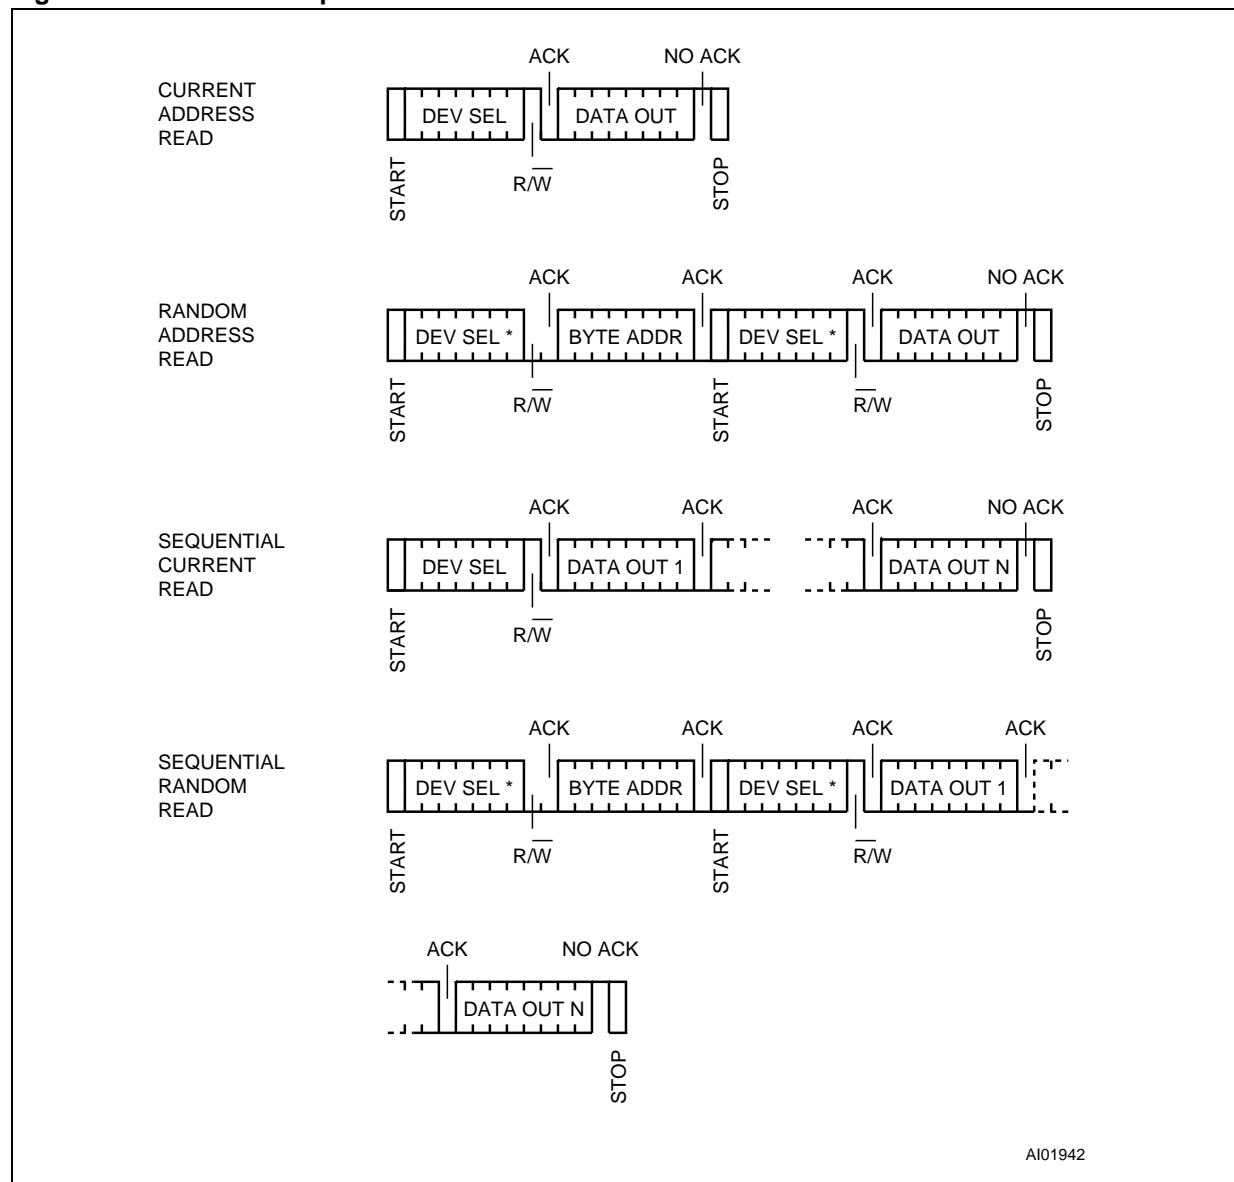 ACK NO ACK
CURRENT
ADDRESS
READ
DEV SEL DATA OUT
START R/W̅ STOP
ACK ACK ACK NO ACK
RANDOM
ADDRESS
READ
DEV SEL * BYTE ADDR DEV SEL * DATA OUT
START R/W̅ START R̅/W STOP
ACK ACK ACK NO ACK
SEQUENTIAL
CURRENT
READ
DEV SEL DATA OUT 1 DATA OUT N
START R/W̅ STOP
ACK ACK ACK ACK
SEQUENTIAL
RANDOM
READ
DEV SEL * BYTE ADDR DEV SEL * DATA OUT 1
START R/W̅ START R̅/W
ACK NO ACK
DATA OUT N
STOP
AI01942